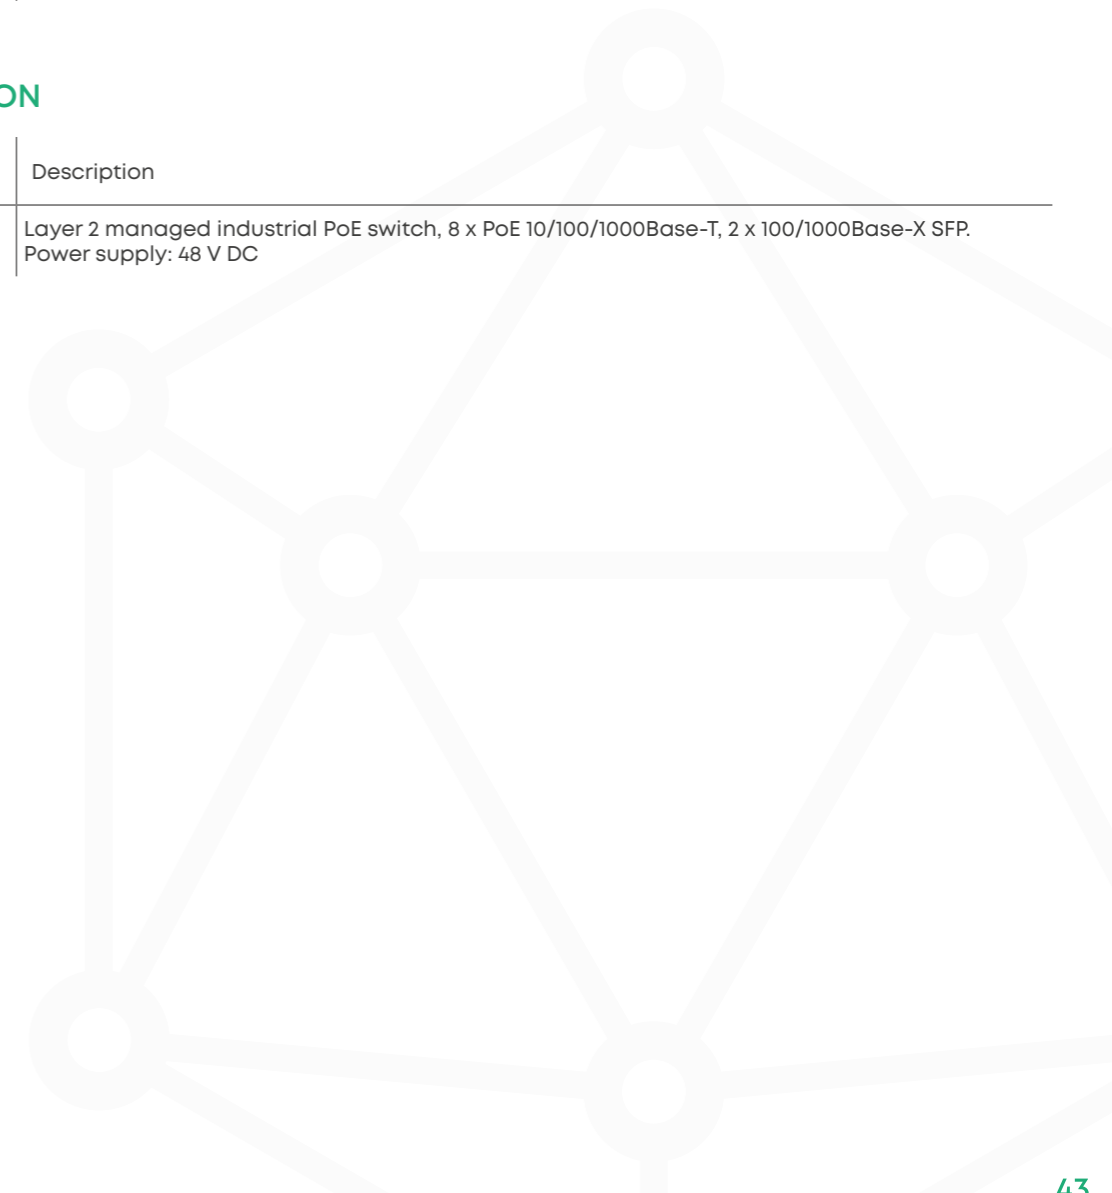 ON
Description
Layer 2 managed industrial PoE switch, 8 x PoE 10/100/1000Base-T, 2 x 100/1000Base-X SFP.
Power supply: 48 V DC
43